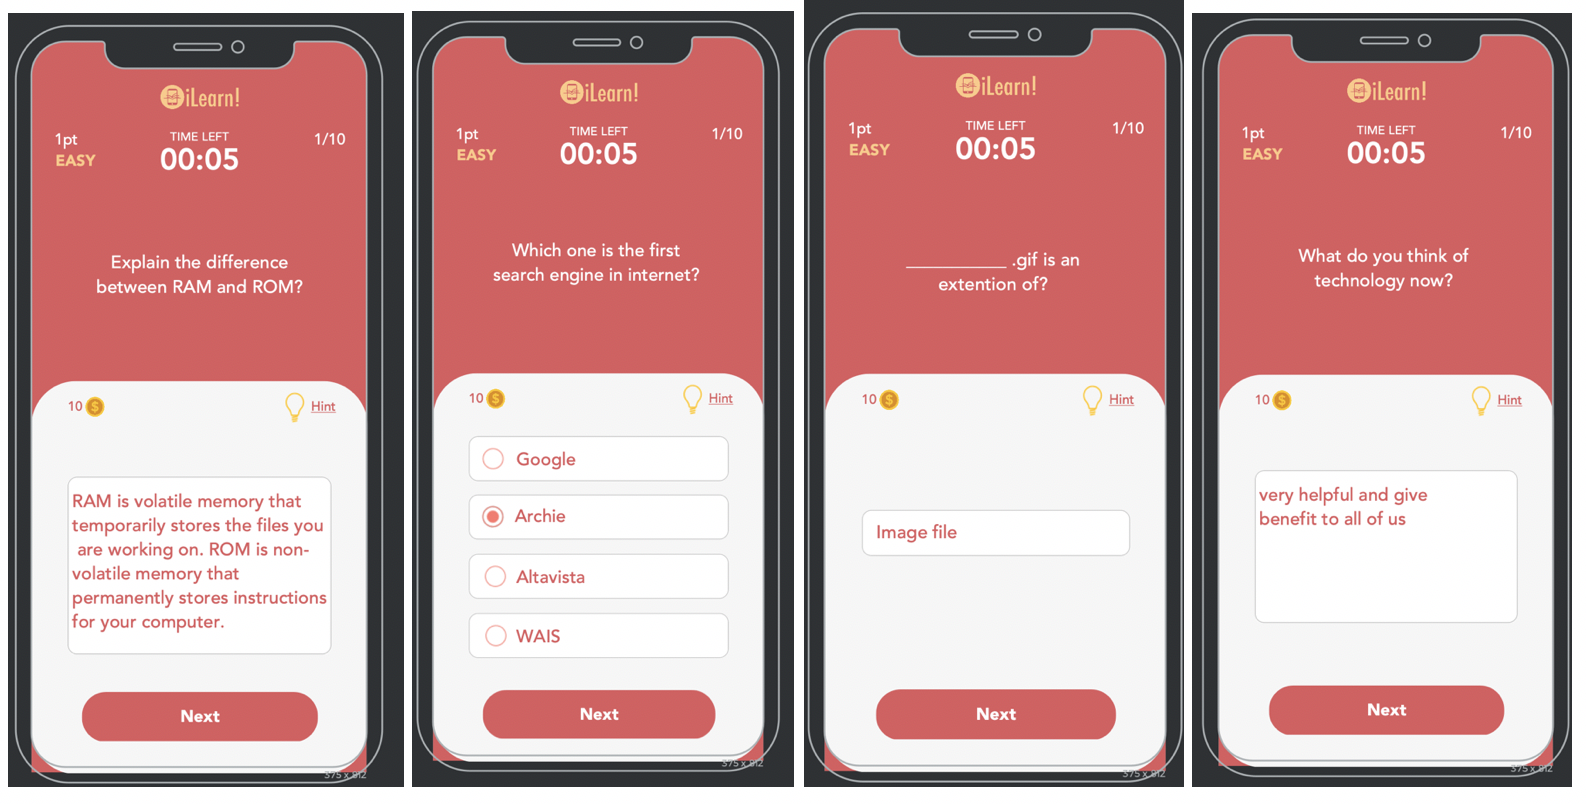 iLearn!
1pt
TIME LEFT
1/10
EASY
00:05
Explain the difference
between RAM and ROM?
10
Hint
RAM is volatile memory that
temporarily stores the files you
are working on. ROM is non-
volatile memory that
permanently stores instructions
for your computer.
Next
375 x 812
iLearn!
1pt
TIME LEFT
1/10
EASY
00:05
Which one is the first
search engine in internet?
10
Hint
Google
Archie
Altavista
WAIS
Next
375 x 812
iLearn!
1pt
TIME LEFT
1/10
EASY
00:05
__________ .gif is an
extention of?
10
Hint
Image file
Next
375 x 812
iLearn!
1pt
TIME LEFT
1/10
EASY
00:05
What do you think of
technology now?
10
Hint
very helpful and give
benefit to all of us
Next
375 x 812